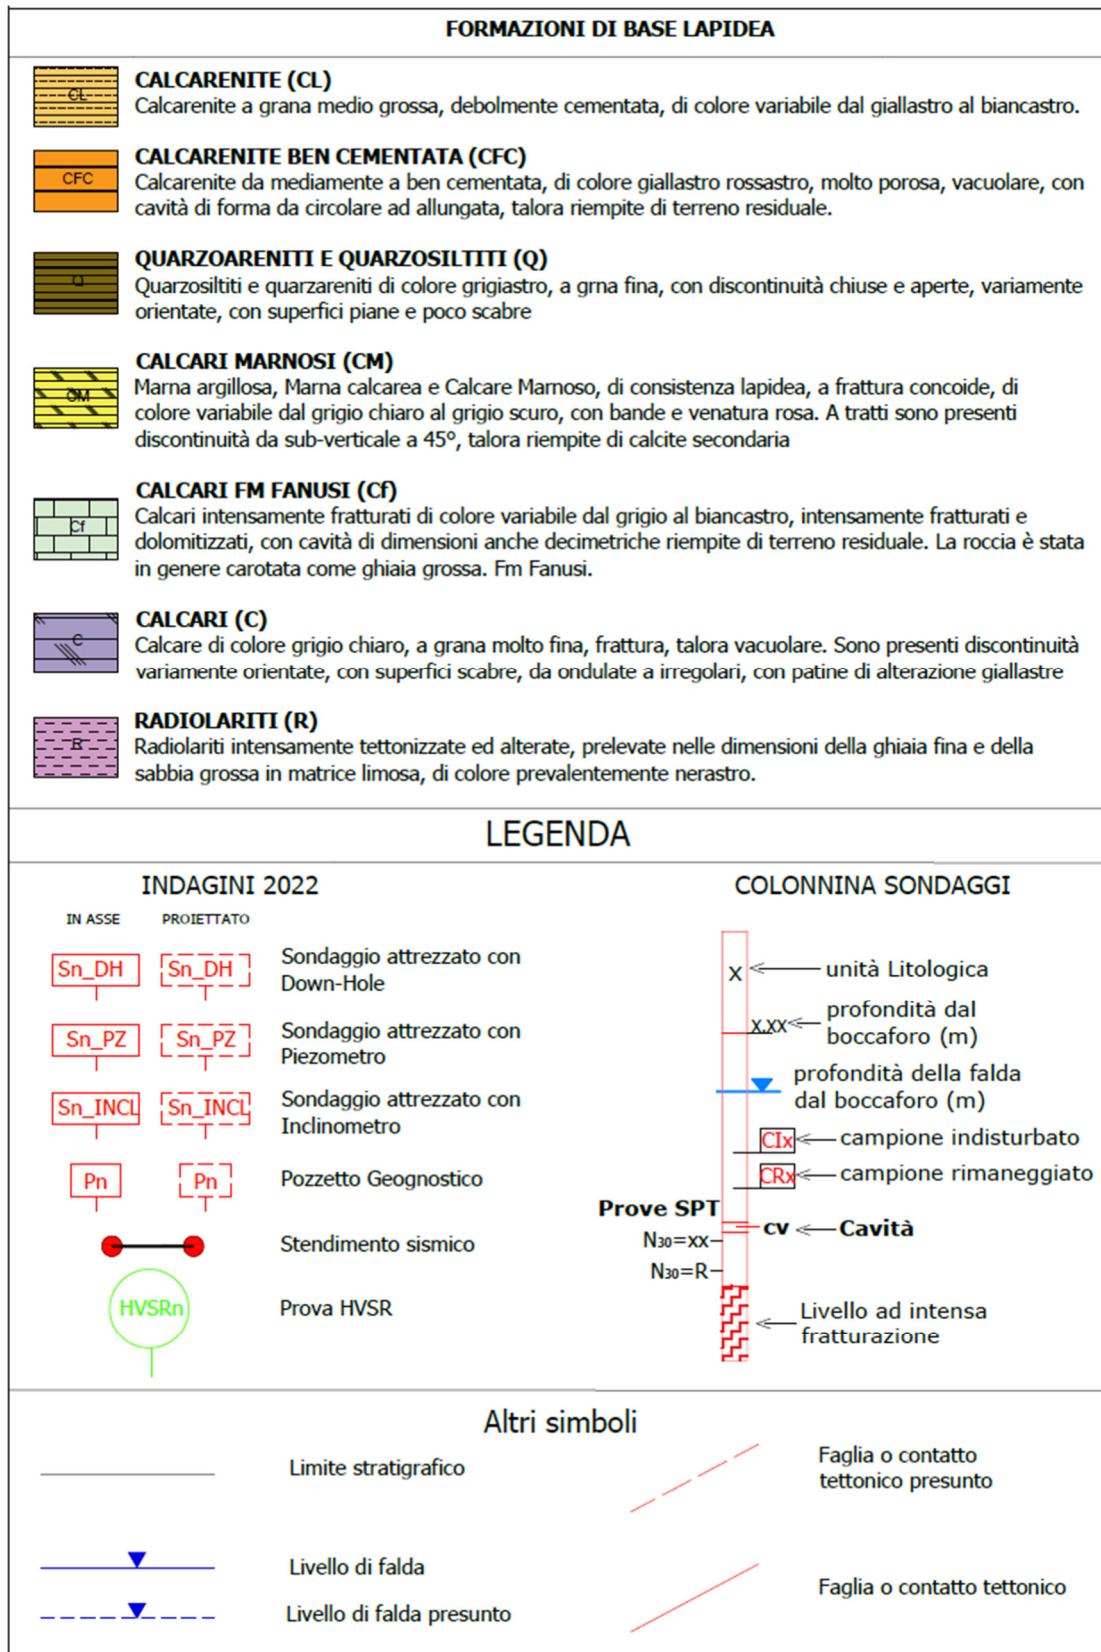 FORMAZIONI DI BASE LAPIDEA
CL
CALCARENITE (CL)
Calcarenite a grana medio grossa, debolmente cementata, di colore variabile dal giallastro al biancastro.
CFC
CALCARENITE BEN CEMENTATA (CFC)
Calcarenite da mediamente a ben cementata, di colore giallastro rossastro, molto porosa, vacuolare, con
cavità di forma da circolare ad allungata, talora riempite di terreno residuale.
Q
QUARZOARENITI E QUARZOSILTITI (Q)
Quarzosiltiti e quarzareniti di colore grigiastro, a grna fina, con discontinuità chiuse e aperte, variamente
orientate, con superfici piane e poco scabre
CM
CALCARI MARNOSI (CM)
Marna argillosa, Marna calcarea e Calcare Marnoso, di consistenza lapidea, a frattura concoide, di
colore variabile dal grigio chiaro al grigio scuro, con bande e venatura rosa. A tratti sono presenti
discontinuità da sub-verticale a 45°, talora riempite di calcite secondaria
Cf
CALCARI FM FANUSI (Cf)
Calcari intensamente fratturati di colore variabile dal grigio al biancastro, intensamente fratturati e
dolomitizzati, con cavità di dimensioni anche decimetriche riempite di terreno residuale. La roccia è stata
in genere carotata come ghiaia grossa. Fm Fanusi.
C
CALCARI (C)
Calcare di colore grigio chiaro, a grana molto fina, frattura, talora vacuolare. Sono presenti discontinuità
variamente orientate, con superfici scabre, da ondulate a irregolari, con patine di alterazione giallastre
R
RADIOLARITI (R)
Radiolariti intensamente tettonizzate ed alterate, prelevate nelle dimensioni della ghiaia fina e della
sabbia grossa in matrice limosa, di colore prevalentemente nerastro.
LEGENDA
INDAGINI 2022
IN ASSE PROIETTATO
Sn_DH Sn_DH
Sondaggio attrezzato con
Down-Hole
Sn_PZ Sn_PZ
Sondaggio attrezzato con
Piezometro
Sn_INCL Sn_INCL
Sondaggio attrezzato con
Inclinometro
Pn Pn
Pozzetto Geognostico
Stendimento sismico
HVSRn
Prova HVSR
COLONNINA SONDAGGI
X
unità Litologica
X.XX
profondità dal
boccaforo (m)
profondità della falda
dal boccaforo (m)
CIx
campione indisturbato
CRx
campione rimaneggiato
Prove SPT
cv
Cavità
N30=xx
N30=R
Livello ad intensa
fratturazione
Altri simboli
Limite stratigrafico
Faglia o contatto
tettonico presunto
Livello di falda
Livello di falda presunto
Faglia o contatto tettonico